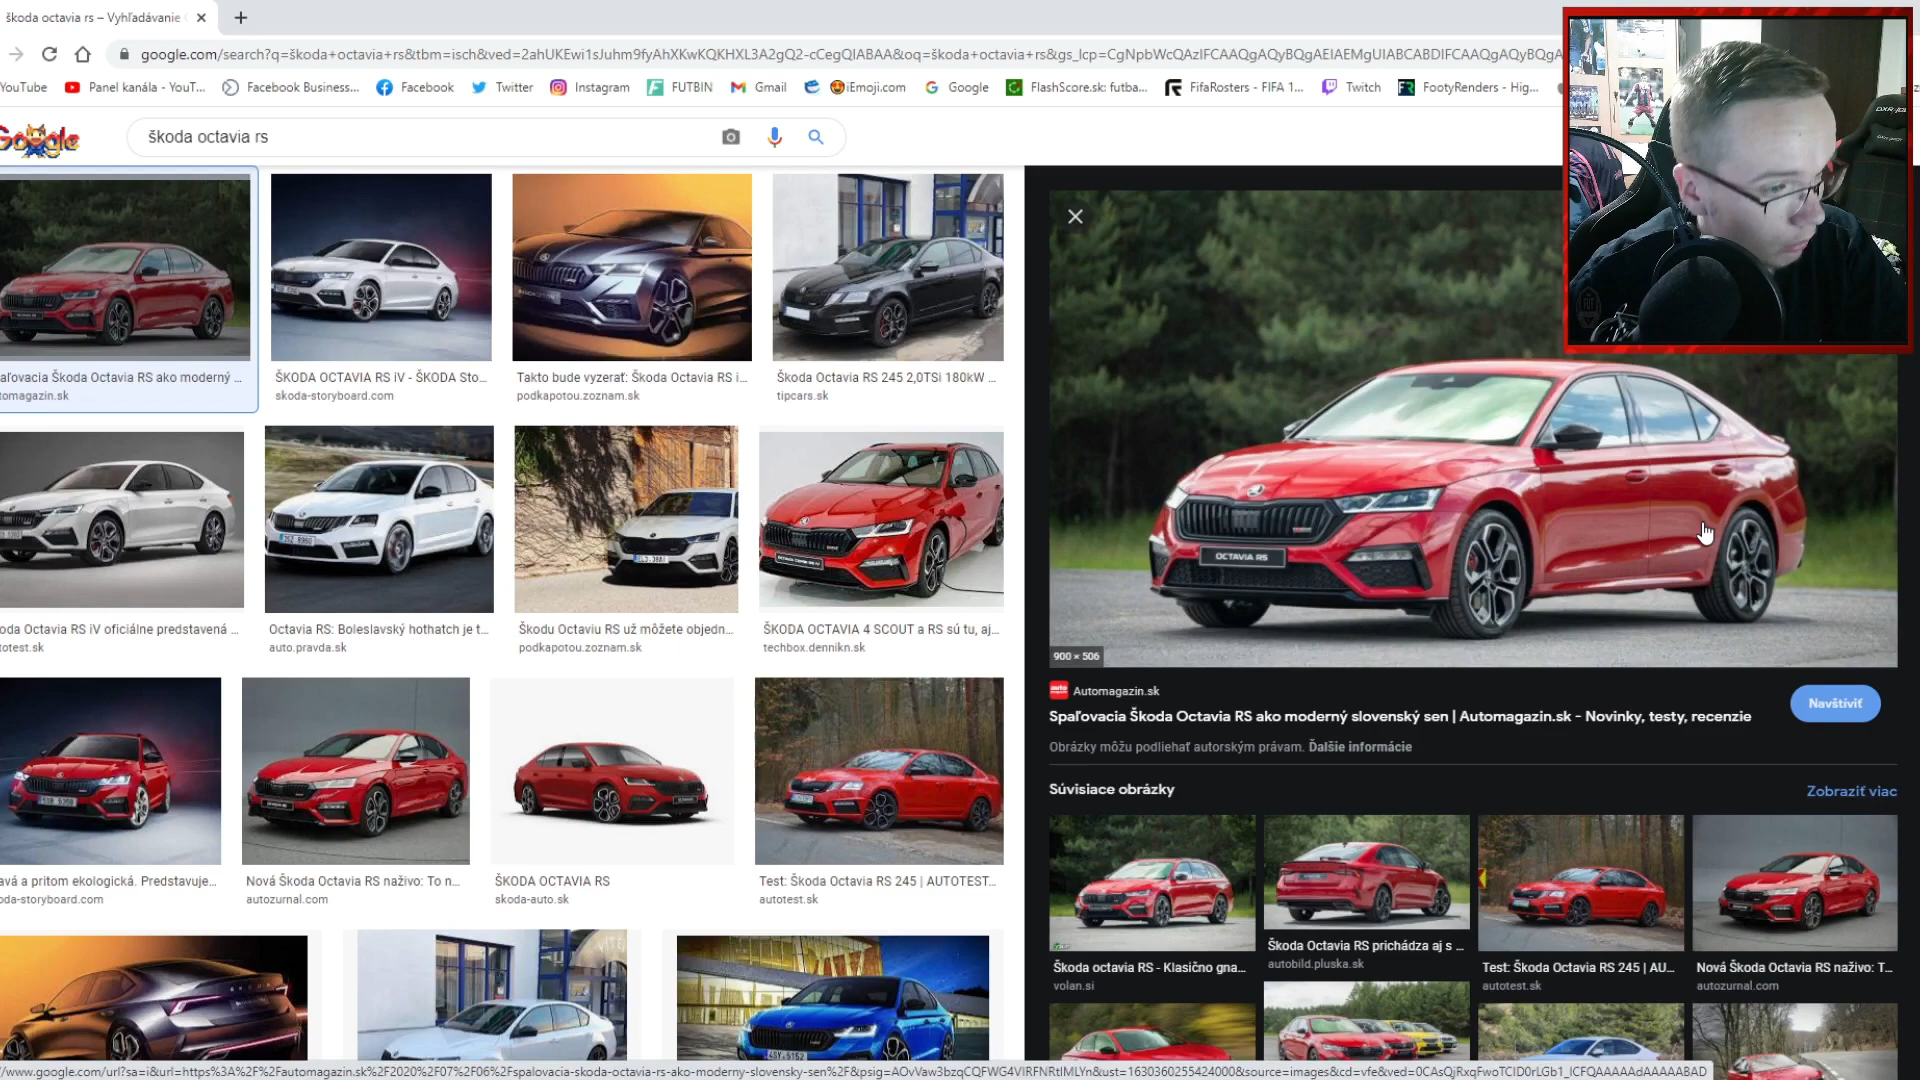 škoda octavia rs – Vyhľadávanie
google.com/search?q=škoda+octavia+rs&tbm=isch&ved=2ahUKEwi1sJuhm9fyAhXKwKQKHXL3A2gQ2-cCegQIABAA&oq=škoda+octavia+rs&gs_lcp=CgNpbWcQAzIFCAAQgAQyBQgAEIAEMgUIABCABDIFCAAQgAQyBQgA
YouTube Panel kanála - YouT... Facebook Business... Facebook Twitter Instagram FUTBIN Gmail iEmoji.com Google FlashScore.sk: futba... FifaRosters - FIFA 1... Twitch FootyRenders - Hig...
škoda octavia rs
Škoda Octavia RS ako moderný ...
ŠKODA OCTAVIA RS iV - ŠKODA Sto...
skoda-storyboard.com
Takto bude vyzerať: Škoda Octavia RS i...
podkapotou.zoznam.sk
Škoda Octavia RS 245 2,0TSi 180kW ...
tipcars.sk
Octavia RS iV oficiálne predstavená ...
Octavia RS: Boleslavský hothatch je t...
auto.pravda.sk
Škodu Octaviu RS už môžete objedn...
podkapotou.zoznam.sk
ŠKODA OCTAVIA 4 SCOUT a RS sú tu, aj...
techbox.dennikn.sk
a pritom ekologická. Predstavuje...
Nová Škoda Octavia RS naživo: To n...
autozurnal.com
ŠKODA OCTAVIA RS
skoda-auto.sk
Test: Škoda Octavia RS 245 | AUTOTEST...
autotest.sk
OCTAVIA RS
900 × 506
Automagazin.sk
Spaľovacia Škoda Octavia RS ako moderný slovenský sen | Automagazin.sk - Novinky, testy, recenzie
Navštíviť
Obrázky môžu podliehať autorským právam. Ďalšie informácie
Súvisiace obrázky
Zobraziť viac
Škoda octavia RS - Klasično gna...
volan.si
Škoda Octavia RS prichádza aj s ...
autobild.pluska.sk
Test: Škoda Octavia RS 245 | AU...
autotest.sk
Nová Škoda Octavia RS naživo: T...
autozurnal.com